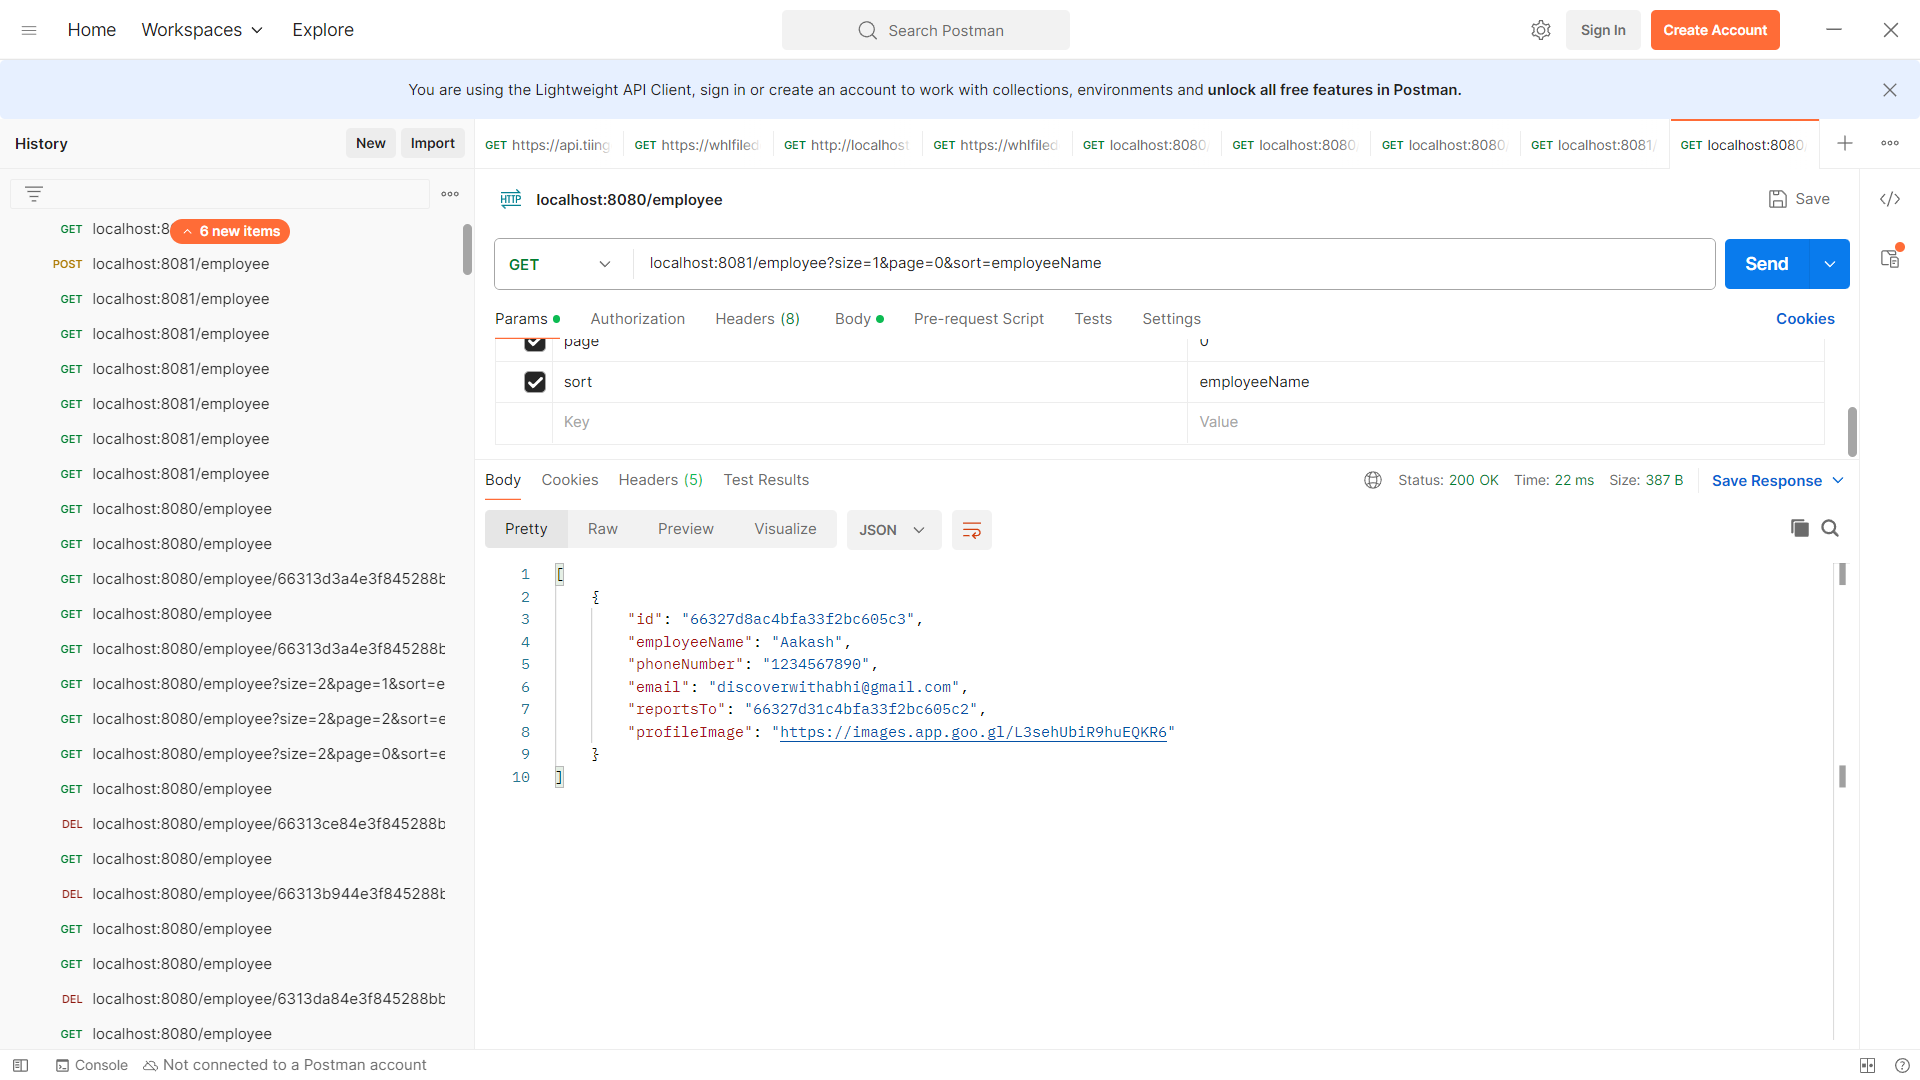 Home Workspaces Explore Search Postman Sign In Create Account
You are using the Lightweight API Client, sign in or create an account to work with collections, environments and unlock all free features in Postman.
History New Import
GET https://api.tiing GET https://whlfiled GET http://localhost GET https://whlfiled GET localhost:8080/ GET localhost:8080/ GET localhost:8080/ GET localhost:8081/ GET localhost:8080/
GET localhost:8
6 new items
POST localhost:8081/employee
GET localhost:8081/employee
GET localhost:8081/employee
GET localhost:8081/employee
GET localhost:8081/employee
GET localhost:8081/employee
GET localhost:8081/employee
GET localhost:8080/employee
GET localhost:8080/employee
GET localhost:8080/employee/66313d3a4e3f845288b
GET localhost:8080/employee
GET localhost:8080/employee/66313d3a4e3f845288b
GET localhost:8080/employee?size=2&page=1&sort=e
GET localhost:8080/employee?size=2&page=2&sort=e
GET localhost:8080/employee?size=2&page=0&sort=e
GET localhost:8080/employee
DEL localhost:8080/employee/66313ce84e3f845288b
GET localhost:8080/employee
DEL localhost:8080/employee/66313b944e3f845288b
GET localhost:8080/employee
GET localhost:8080/employee
DEL localhost:8080/employee/6313da84e3f845288bb
GET localhost:8080/employee
HTTP localhost:8080/employee Save
GET localhost:8081/employee?size=1&page=0&sort=employeeName Send
Params Authorization Headers (8) Body Pre-request Script Tests Settings Cookies
page 0
sort employeeName
Key Value
Body Cookies Headers (5) Test Results Status: 200 OK Time: 22 ms Size: 387 B Save Response
Pretty Raw Preview Visualize JSON
1 [
2 {
3 "id": "66327d8ac4bfa33f2bc605c3",
4 "employeeName": "Aakash",
5 "phoneNumber": "1234567890",
6 "email": "discoverwithabhi@gmail.com",
7 "reportsTo": "66327d31c4bfa33f2bc605c2",
8 "profileImage": "https://images.app.goo.gl/L3sehUbiR9huEQKR6"
9 }
10 ]
Console Not connected to a Postman account